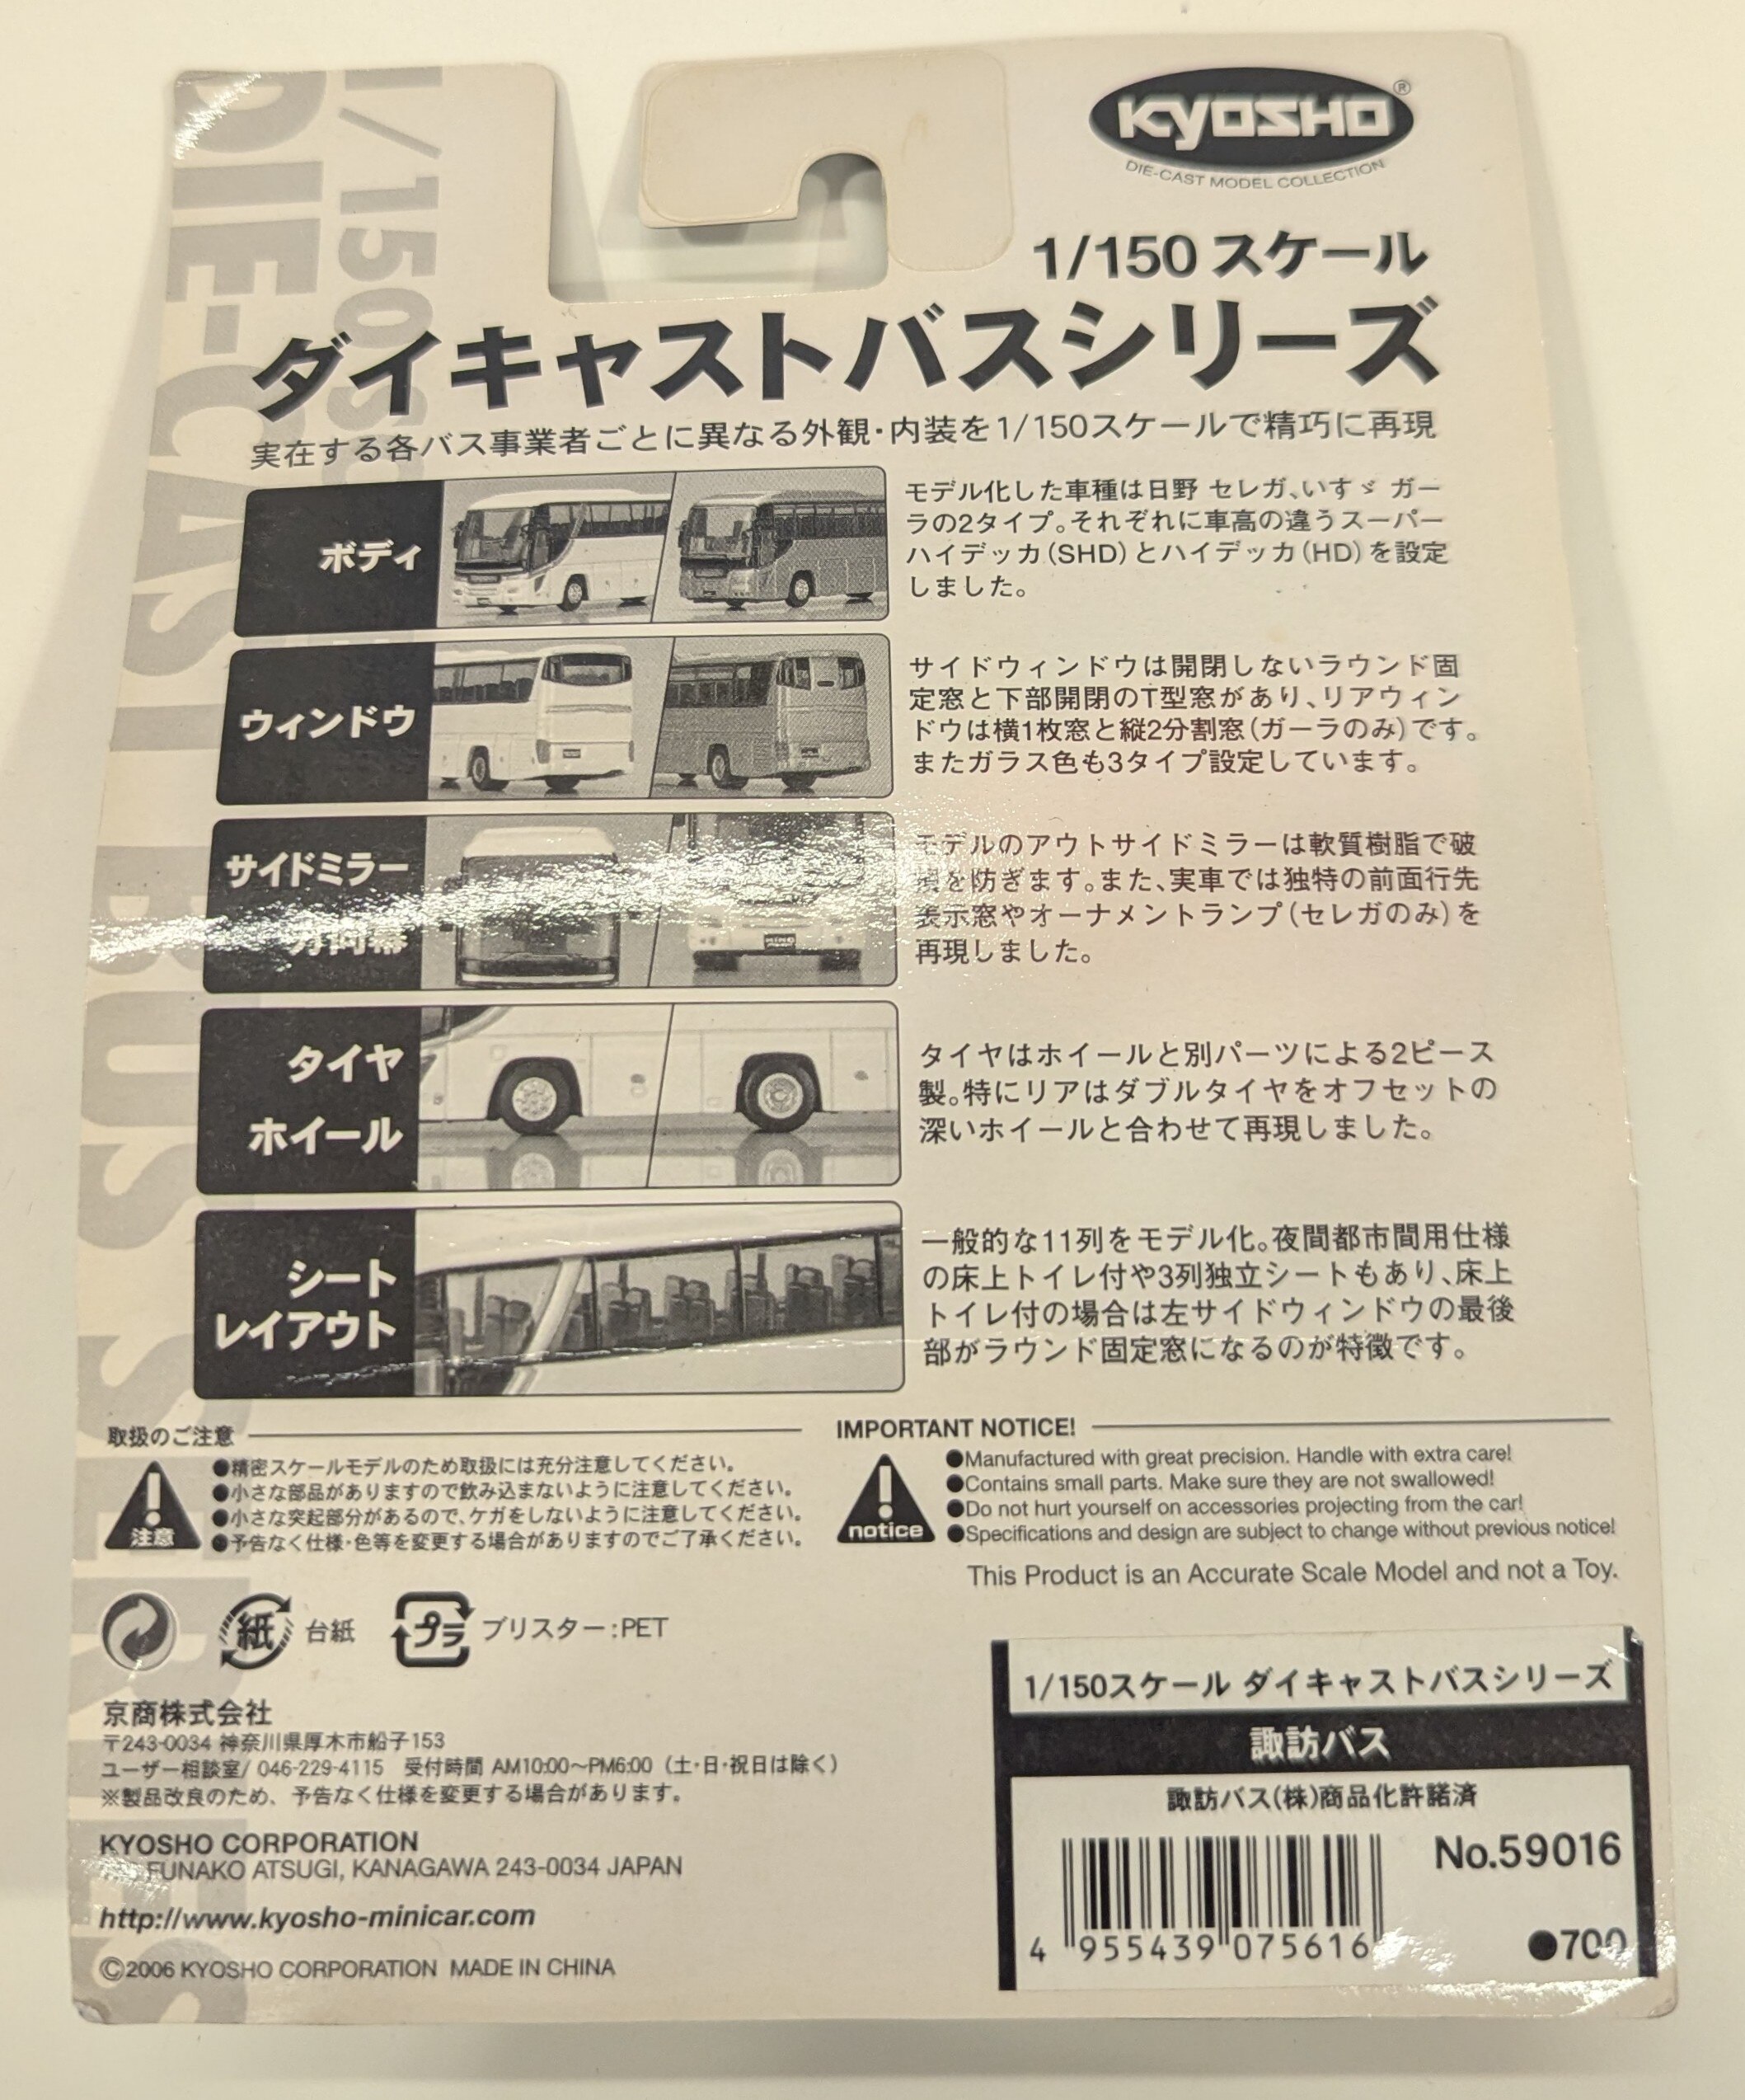 KYOSHO®
DIE-CAST MODEL COLLECTION
1/150 スケール
ダイキャストバスシリーズ
実在する各バス事業者ごとに異なる外観・内装を1/150スケールで精巧に再現
ボディ
モデル化した車種は日野 セレガ、いすゞ ガー
ラの2タイプ。それぞれに車高の違うスーパー
ハイデッカ(SHD)とハイデッカ(HD)を設定
しました。
ウィンドウ
サイドウィンドウは開閉しないラウンド固
定窓と下部開閉のT型窓があり、リアウィン
ドウは横1枚窓と縦2分割窓(ガーラのみ)です。
またガラス色も3タイプ設定しています。
サイドミラー
方向幕
モデルのアウトサイドミラーは軟質樹脂で破
損を防ぎます。また、実車では独特の前面行先
表示窓やオーナメントランプ(セレガのみ)を
再現しました。
タイヤ
ホイール
タイヤはホイールと別パーツによる2ピース
製。特にリアはダブルタイヤをオフセットの
深いホイールと合わせて再現しました。
シート
レイアウト
一般的な11列をモデル化。夜間都市間用仕様
の床上トイレ付や3列独立シートもあり、床上
トイレ付の場合は左サイドウィンドウの最後
部がラウンド固定窓になるのが特徴です。
取扱のご注意
注意
●精密スケールモデルのため取扱には充分注意してください。
●小さな部品がありますので飲み込まないように注意してください。
●小さな突起部分があるので、ケガをしないように注意してください。
●予告なく仕様・色等を変更する場合がありますのでご了承ください。
IMPORTANT NOTICE!
notice
●Manufactured with great precision. Handle with extra care!
●Contains small parts. Make sure they are not swallowed!
●Do not hurt yourself on accessories projecting from the car!
●Specifications and design are subject to change without previous notice!
This Product is an Accurate Scale Model and not a Toy.
紙 台紙 プラ ブリスター:PET
京商株式会社
〒243-0034 神奈川県厚木市船子153
ユーザー相談室/ 046-229-4115 受付時間 AM10:00〜PM6:00 (土・日・祝日は除く)
※製品改良のため、予告なく仕様を変更する場合があります。
KYOSHO CORPORATION
FUNAKO ATSUGI, KANAGAWA 243-0034 JAPAN
http://www.kyosho-minicar.com
©2006 KYOSHO CORPORATION MADE IN CHINA
1/150スケール ダイキャストバスシリーズ
諏訪バス
諏訪バス(株)商品化許諾済
No.59016
4 955439 075616
●700
DIE-CAST BUS SERIES